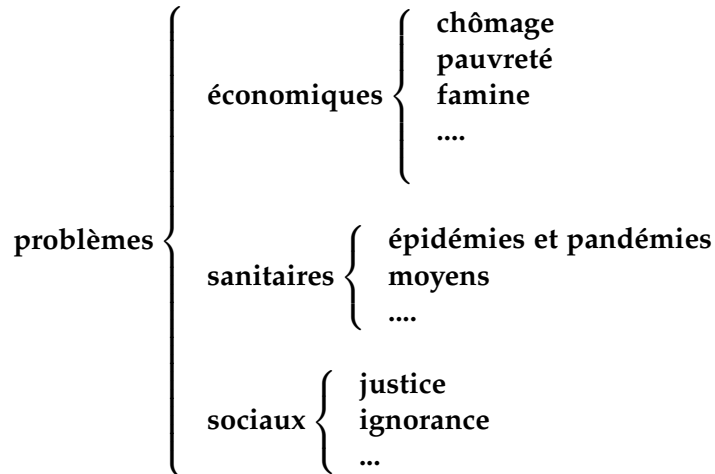 chômage
pauvreté
économiques
famine
....
problèmes
épidémies et pandémies
sanitaires
moyens
....
justice
sociaux
ignorance
...